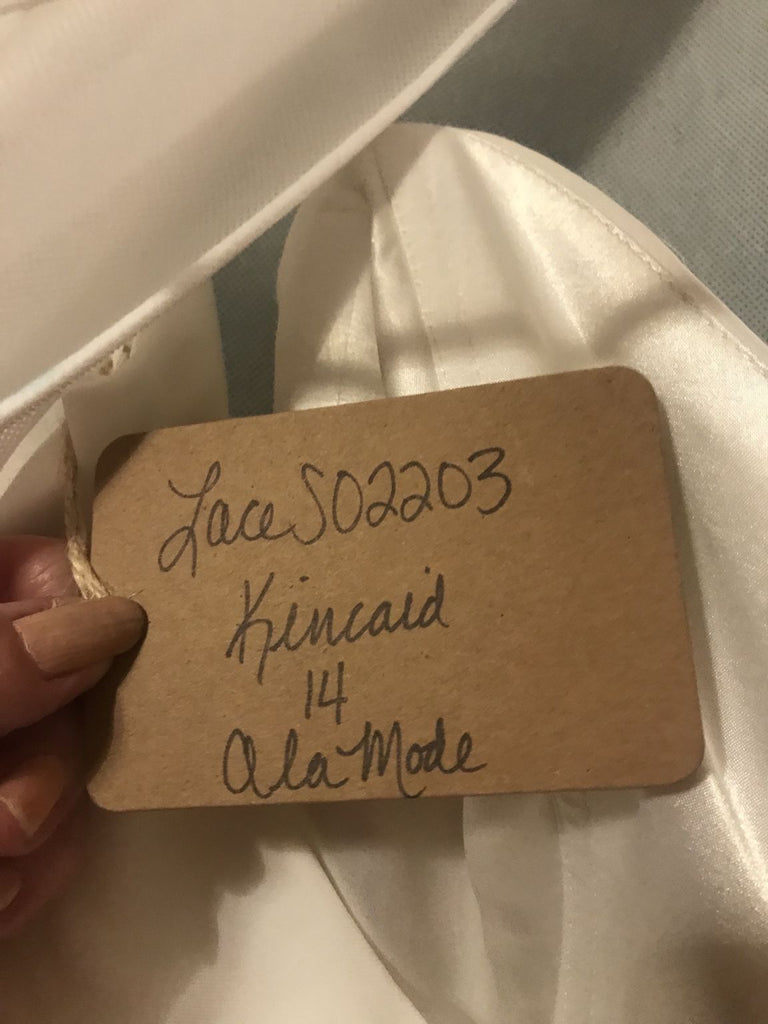 Lace S02203
Kincaid
14
Ala Mode